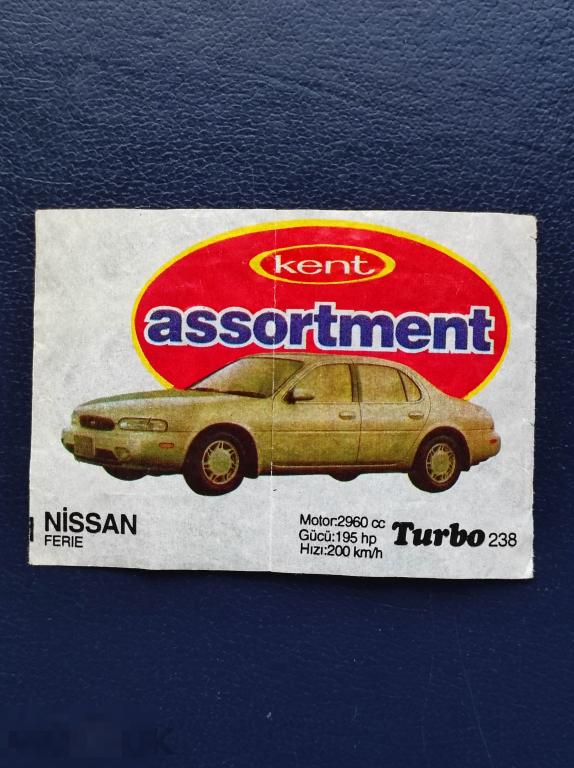 kent
assortment
NİSSAN
FERIE
Motor:2960 cc
Gücü:195 hp
Hızı:200 km/h
Turbo 238